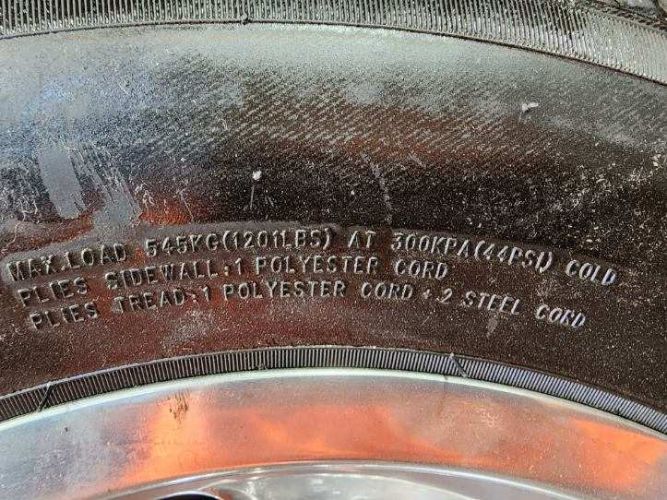 MAX.LOAD 545KG(1201LBS) AT 300KPA(44PSI) COLD
PLIES SIDEWALL:1 POLYESTER CORD
PLIES TREAD:1 POLYESTER CORD + 2 STEEL CORD